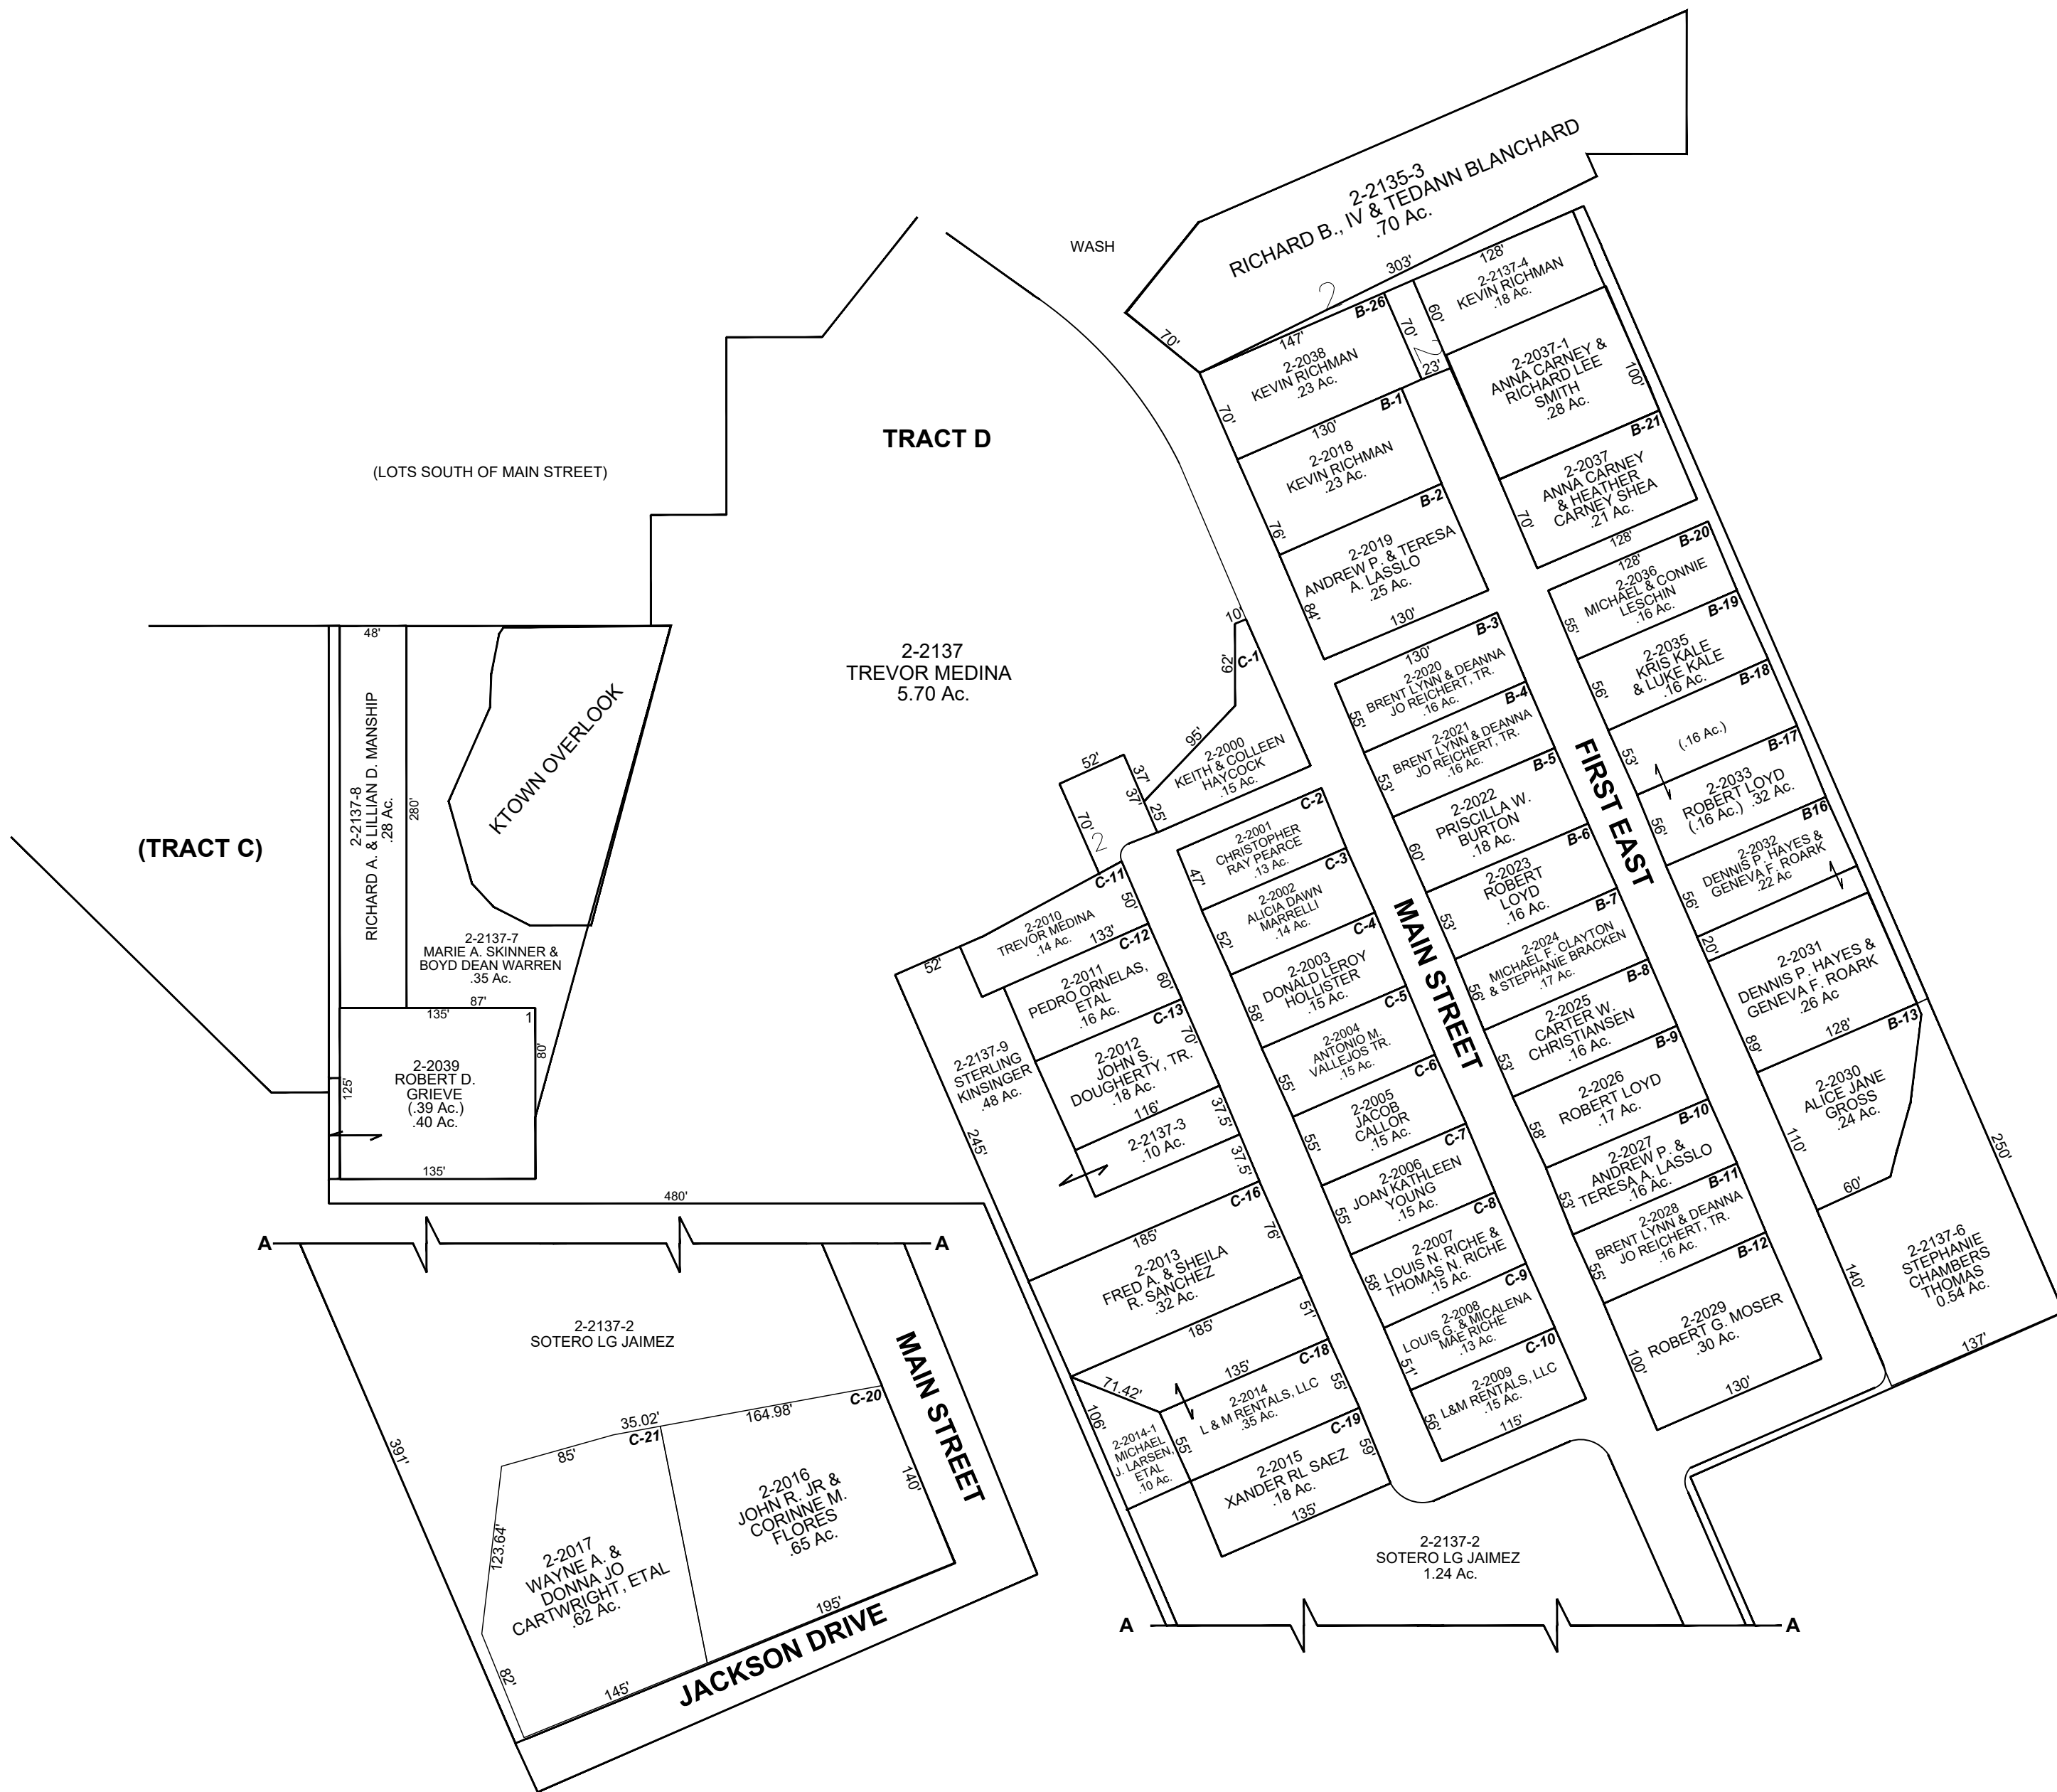 2-2135-3
RICHARD B., IV & TEDANN BLANCHARD
.70 Ac.
303'
70'
WASH
2
128'
2-2137-4
KEVIN RICHMAN
.18 Ac.
60'
B-26
147'
2-2038
KEVIN RICHMAN
.23 Ac.
70'
70'
2
23'
2-2037-1
ANNA CARNEY &
RICHARD LEE
SMITH
.28 Ac.
100'
B-1
130'
2-2018
KEVIN RICHMAN
.23 Ac.
76'
B-21
2-2037
ANNA CARNEY
& HEATHER
CARNEY SHEA
.21 Ac.
70'
128'
B-2
2-2019
ANDREW P. & TERESA
A. LASSLO
.25 Ac.
84'
130'
TRACT D
(LOTS SOUTH OF MAIN STREET)
2-2137
TREVOR MEDINA
5.70 Ac.
B-20
128'
2-2036
MICHAEL & CONNIE
LESCHIN
.16 Ac.
55'
B-19
2-2035
KRIS KALE
& LUKE KALE
.16 Ac.
56'
B-18
(.16 Ac.)
53'
B-17
2-2033
ROBERT LOYD
(.16 Ac.) .32 Ac.
56'
B16
2-2032
DENNIS P. HAYES &
GENEVA F. ROARK
.22 Ac
56'
20'
2-2031
DENNIS P. HAYES &
GENEVA F. ROARK
.26 Ac
89'
128'
B-13
2-2030
ALICE JANE
GROSS
.24 Ac.
110'
60'
250'
2-2137-6
STEPHANIE
CHAMBERS
THOMAS
0.54 Ac.
140'
137'
FIRST EAST
B-3
130'
2-2020
BRENT LYNN & DEANNA
JO REICHERT, TR.
.16 Ac.
55'
B-4
2-2021
BRENT LYNN & DEANNA
JO REICHERT, TR.
.16 Ac.
53'
B-5
2-2022
PRISCILLA W.
BURTON
.18 Ac.
60'
B-6
2-2023
ROBERT
LOYD
.16 Ac.
53'
B-7
2-2024
MICHAEL F. CLAYTON
& STEPHANIE BRACKEN
.17 Ac.
56'
B-8
2-2025
CARTER W.
CHRISTIANSEN
.16 Ac.
53'
B-9
2-2026
ROBERT LOYD
.17 Ac.
58'
B-10
2-2027
ANDREW P. &
TERESA A. LASSLO
.16 Ac.
53'
B-11
2-2028
BRENT LYNN & DEANNA
JO REICHERT, TR.
.16 Ac.
55'
B-12
2-2029
ROBERT G. MOSER
.30 Ac.
100'
130'
MAIN STREET
10'
62'
C-1
95'
2-2000
KEITH & COLLEEN
HAYCOCK
.15 Ac.
25'
52'
37'
37'
70'
2
C-2
2-2001
CHRISTOPHER
RAY PEARCE
.13 Ac.
47'
C-3
2-2002
ALICIA DAWN
MARRELLI
.14 Ac.
52'
C-4
2-2003
DONALD LEROY
HOLLISTER
.15 Ac.
58'
C-5
2-2004
ANTONIO M.
VALLEJOS TR.
.15 Ac.
55'
C-6
2-2005
JACOB
CALLOR
.15 Ac.
55'
C-7
2-2006
JOAN KATHLEEN
YOUNG
.15 Ac.
55'
C-8
2-2007
LOUIS N. RICHE &
THOMAS N. RICHE
.15 Ac.
58'
C-9
2-2008
LOUIS G. & MICALENA
MAE RICHE
.13 Ac.
51'
C-10
2-2009
L&M RENTALS, LLC
.15 Ac.
56'
115'
C-11
2-2010
TREVOR MEDINA
.14 Ac.
50'
133'
52'
C-12
2-2011
PEDRO ORNELAS,
ETAL
.16 Ac.
60'
C-13
2-2012
JOHN S.
DOUGHERTY, TR.
.18 Ac.
70'
116'
2-2137-3
.10 Ac.
37.5'
37.5'
2-2137-9
STERLING
KINSINGER
.48 Ac.
245'
C-16
185'
2-2013
FRED A. & SHEILA
R. SANCHEZ
.32 Ac.
76'
51'
185'
71.42'
135'
C-18
2-2014
L & M RENTALS, LLC
.35 Ac.
55'
55'
106'
2-2014-1
MICHAEL
J. LARSEN,
ETAL
.10 Ac.
C-19
2-2015
XANDER RL SAEZ
.18 Ac.
59'
135'
2-2137-2
SOTERO LG JAIMEZ
1.24 Ac.
A
A
(TRACT C)
48'
2-2137-8
RICHARD A. & LILLIAN D. MANSHIP
.28 Ac.
280'
KTOWN OVERLOOK
2-2137-7
MARIE A. SKINNER &
BOYD DEAN WARREN
.35 Ac.
87'
135'
1
80'
2-2039
ROBERT D.
GRIEVE
(.39 Ac.)
.40 Ac.
125'
135'
480'
A
A
2-2137-2
SOTERO LG JAIMEZ
MAIN STREET
391'
35.02'
164.98'
C-20
C-21
85'
2-2016
JOHN R. JR &
CORINNE M.
FLORES
.65 Ac.
140'
195'
123.64'
2-2017
WAYNE A. &
DONNA JO
CARTWRIGHT, ETAL
.62 Ac.
82'
145'
JACKSON DRIVE